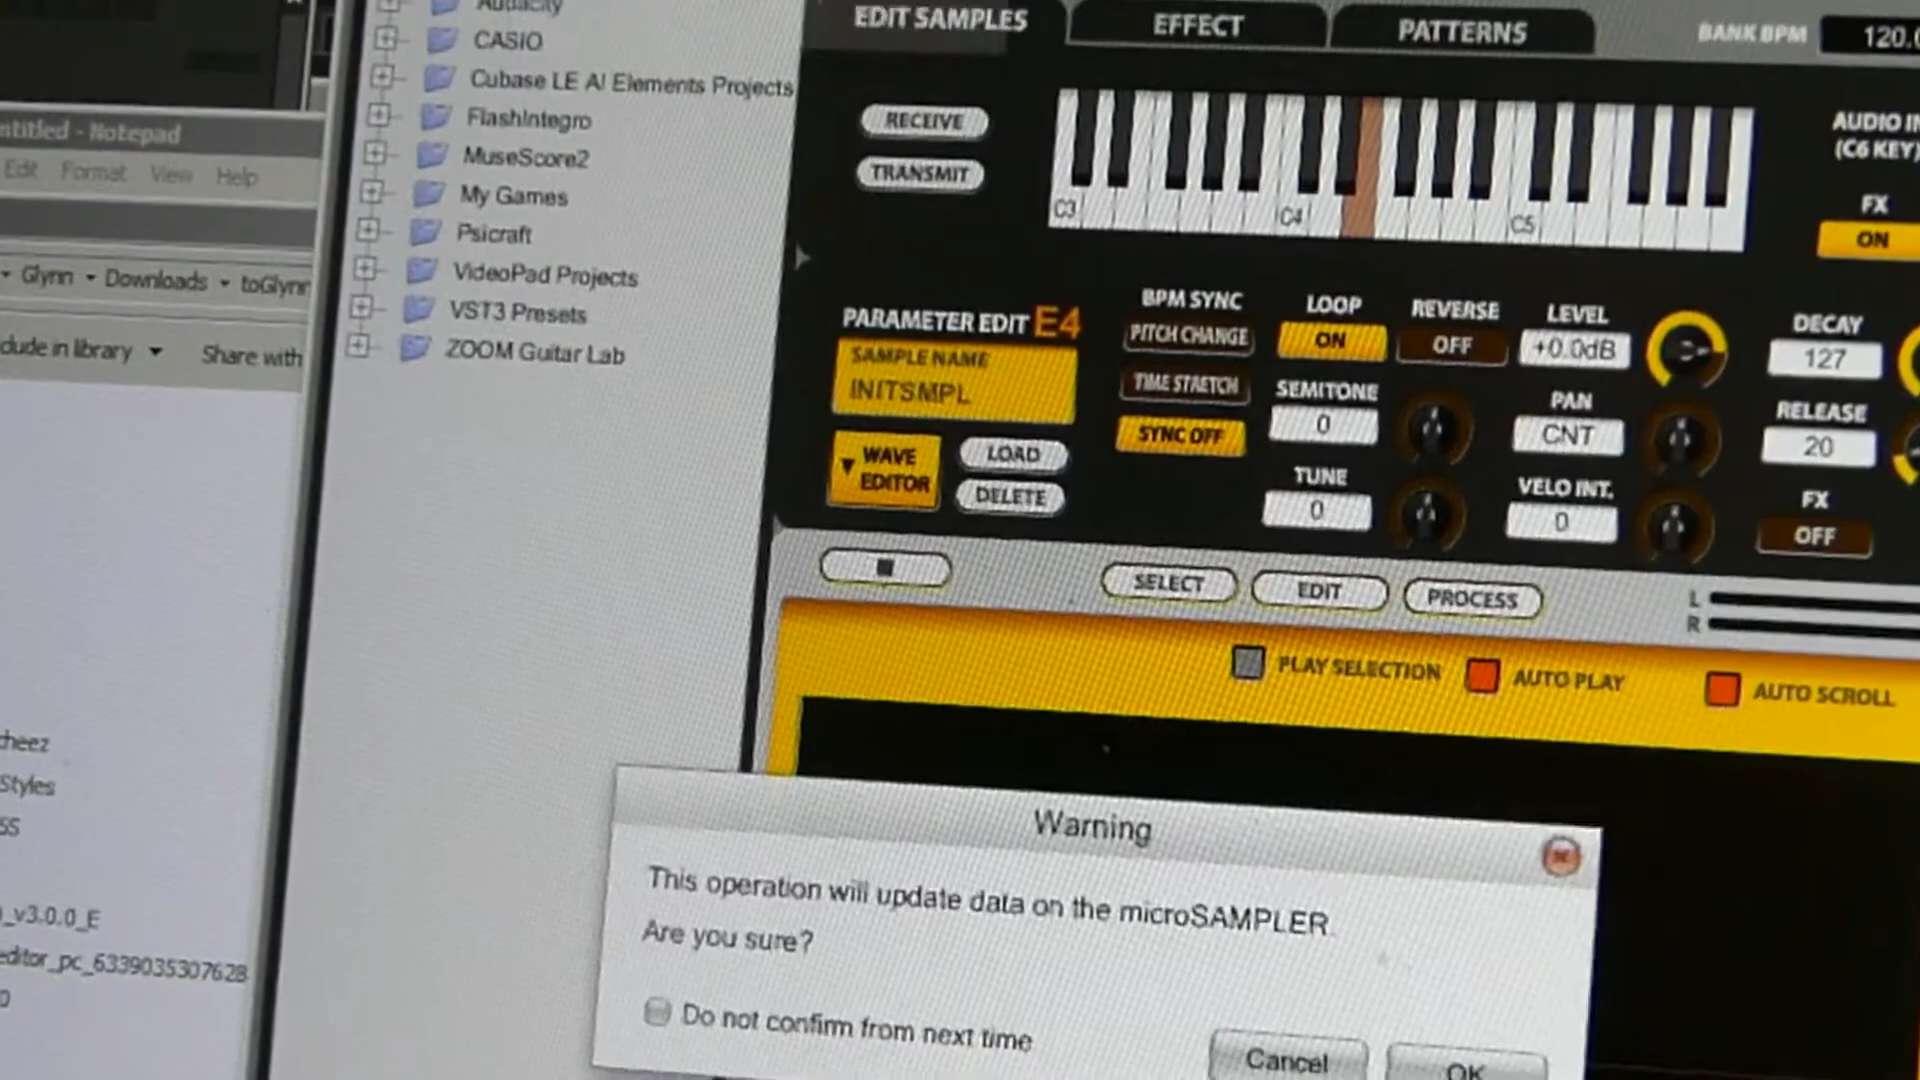 Audacity
CASIO
Cubase LE AI Elements Projects
FlashIntegro
MuseScore2
My Games
Psicraft
VideoPad Projects
VST3 Presets
ZOOM Guitar Lab
ntitled - Notepad
Edit Format View Help
Glynn Downloads toGlynn
clude in library Share with
cheez
Styles
55
_v3.0.0_E
editor_pc_633903530762B
0
EDIT SAMPLES
EFFECT
PATTERNS
BANK BPM 120.0
RECEIVE
TRANSMIT
C3
C4
C5
AUDIO IN
(C6 KEY)
FX
ON
PARAMETER EDIT E4
SAMPLE NAME
INITSMPL
WAVE
EDITOR
LOAD
DELETE
BPM SYNC
PITCH CHANGE
TIME STRETCH
SYNC OFF
LOOP
ON
SEMITONE
0
TUNE
0
REVERSE
OFF
LEVEL
+0.0dB
PAN
CNT
VELO INT.
0
DECAY
127
RELEASE
20
FX
OFF
SELECT
EDIT
PROCESS
L
R
PLAY SELECTION
AUTO PLAY
AUTO SCROLL
Warning
This operation will update data on the microSAMPLER.
Are you sure?
Do not confirm from next time
Cancel
OK